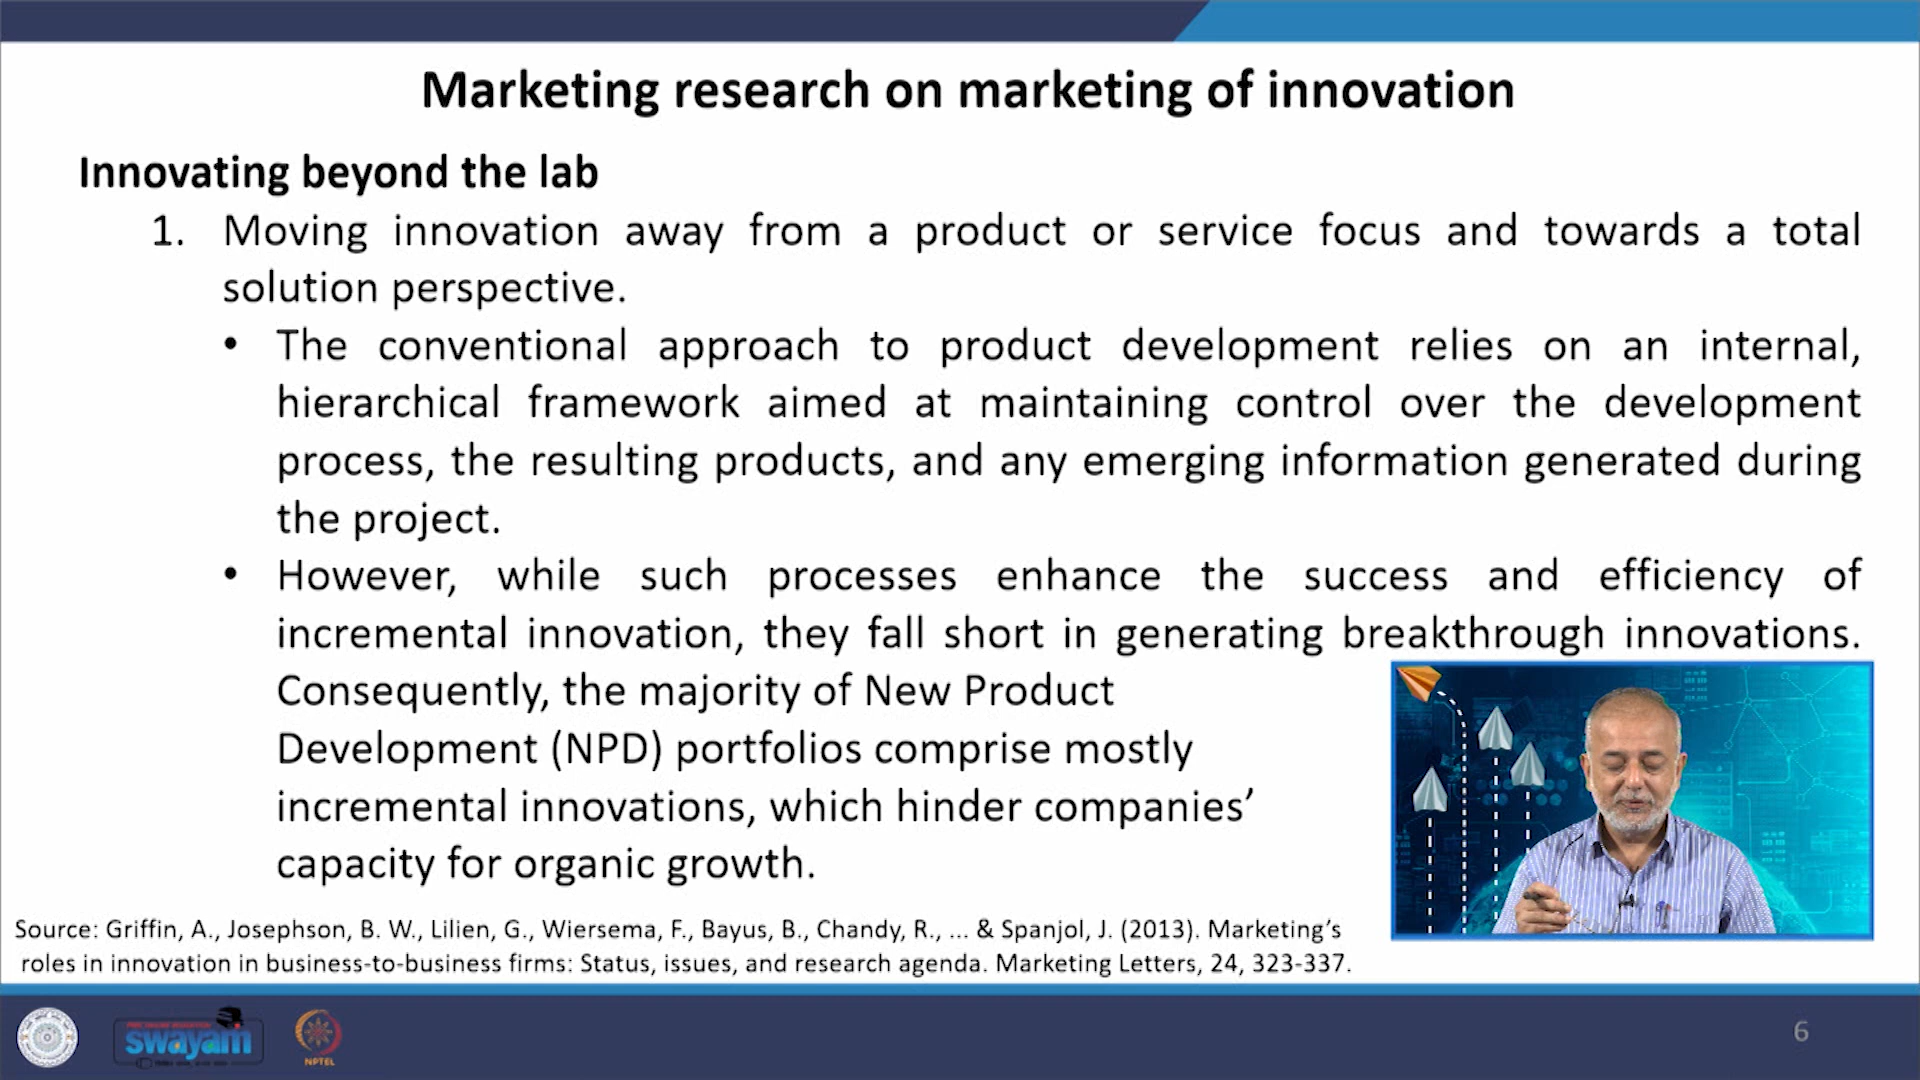 Marketing research on marketing of innovation
Innovating beyond the lab
1. Moving innovation away from a product or service focus and towards a total
solution perspective.
• The conventional approach to product development relies on an internal,
hierarchical framework aimed at maintaining control over the development
process, the resulting products, and any emerging information generated during
the project.
• However, while such processes enhance the success and efficiency of
incremental innovation, they fall short in generating breakthrough innovations.
Consequently, the majority of New Product
Development (NPD) portfolios comprise mostly
incremental innovations, which hinder companies’
capacity for organic growth.
Source: Griffin, A., Josephson, B. W., Lilien, G., Wiersema, F., Bayus, B., Chandy, R., ... & Spanjol, J. (2013). Marketing’s
roles in innovation in business-to-business firms: Status, issues, and research agenda. Marketing Letters, 24, 323-337.
swayam
NPTEL
6